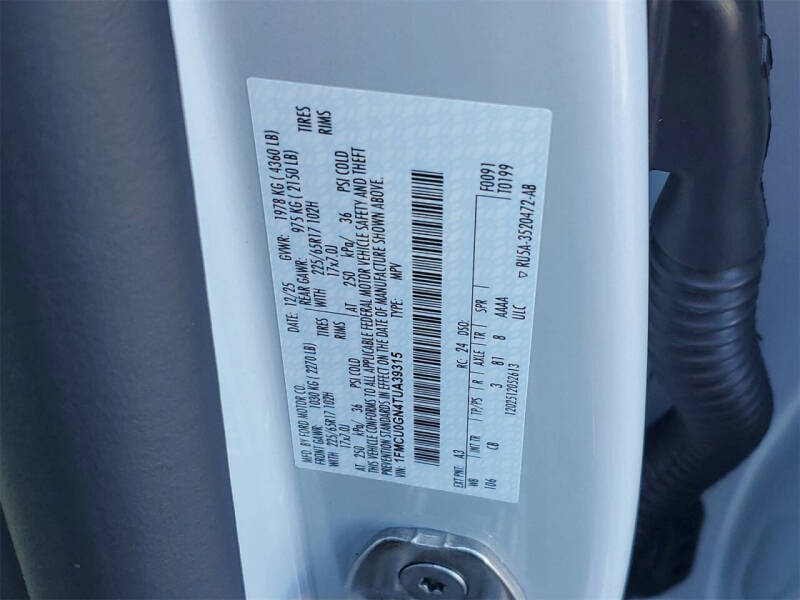 MFD. BY FORD MOTOR CO. DATE: 12/25 GVWR: 1978 KG ( 4360 LB)
FRONT GAWR: 1030 KG ( 2270 LB) REAR GAWR: 975 KG ( 2150 LB)
WITH 225/65R17 102H TIRES WITH 225/65R17 102H TIRES
17x7.0J RIMS 17x7.0J RIMS
AT 250 kPa/ 36 PSI COLD AT 250 kPa/ 36 PSI COLD
THIS VEHICLE CONFORMS TO ALL APPLICABLE FEDERAL MOTOR VEHICLE SAFETY AND THEFT
PREVENTION STANDARDS IN EFFECT ON THE DATE OF MANUFACTURE SHOWN ABOVE.
VIN: 1FMCU0GN4TUA39315 TYPE: MPV
F0091
EXT PNT: A3 RC: 24 DSO: T0199
WB INT TR TP/PS R AXLE TR SPR
106 CB 3 81 8 AAAA
ULC
1202512052613 ▽ RU5A-3520472-AB